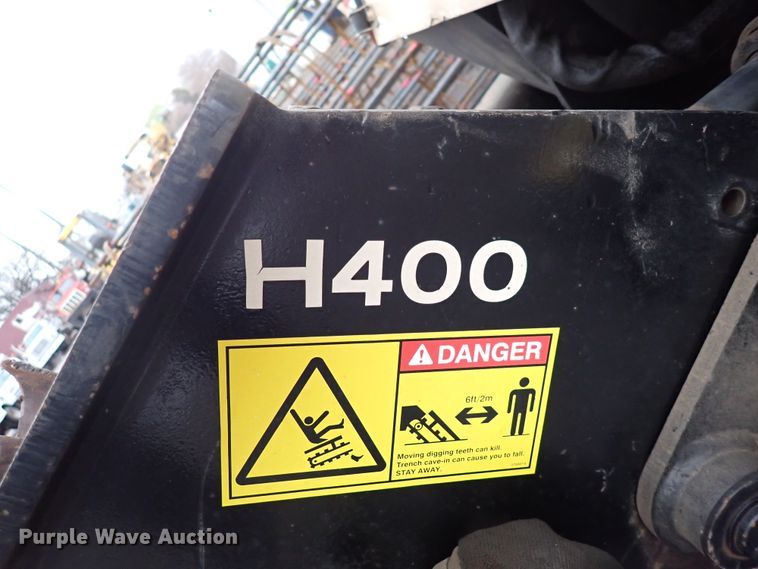 H400
DANGER
6ft/2m
Moving digging teeth can kill.
Trench cave-in can cause you to fall.
STAY AWAY.
Purple Wave Auction